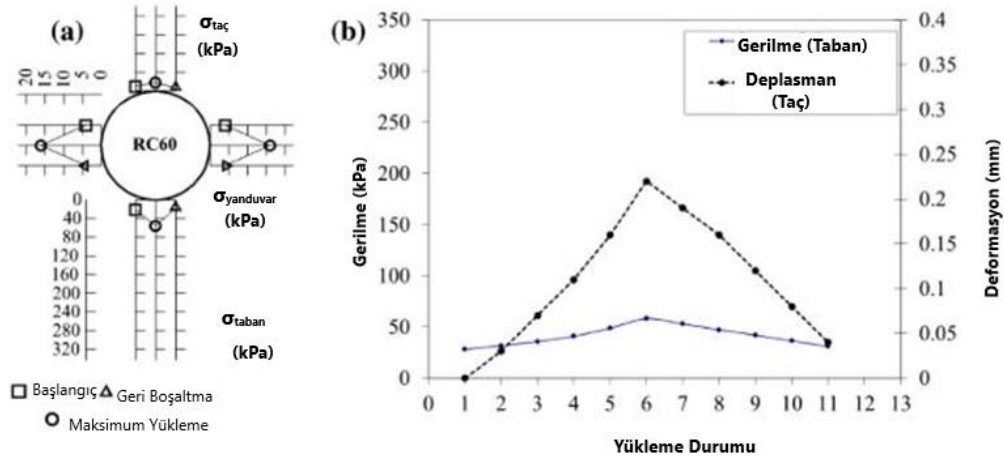 (a)
σtaç
(kPa)
20 15 10 5 0
RC60
σyanduvar
(kPa)
0
40
80
120
160
200
240
280
320
σtaban
(kPa)
Başlangıç
Geri Boşaltma
Maksimum Yükleme
(b)
350
300
250
200
150
100
50
0
Gerilme (kPa)
Gerilme (Taban)
Deplasman
(Taç)
0.4
0.35
0.3
0.25
0.2
0.15
0.1
0.05
0
Deformasyon (mm)
0 1 2 3 4 5 6 7 8 9 10 11 12 13
Yükleme Durumu